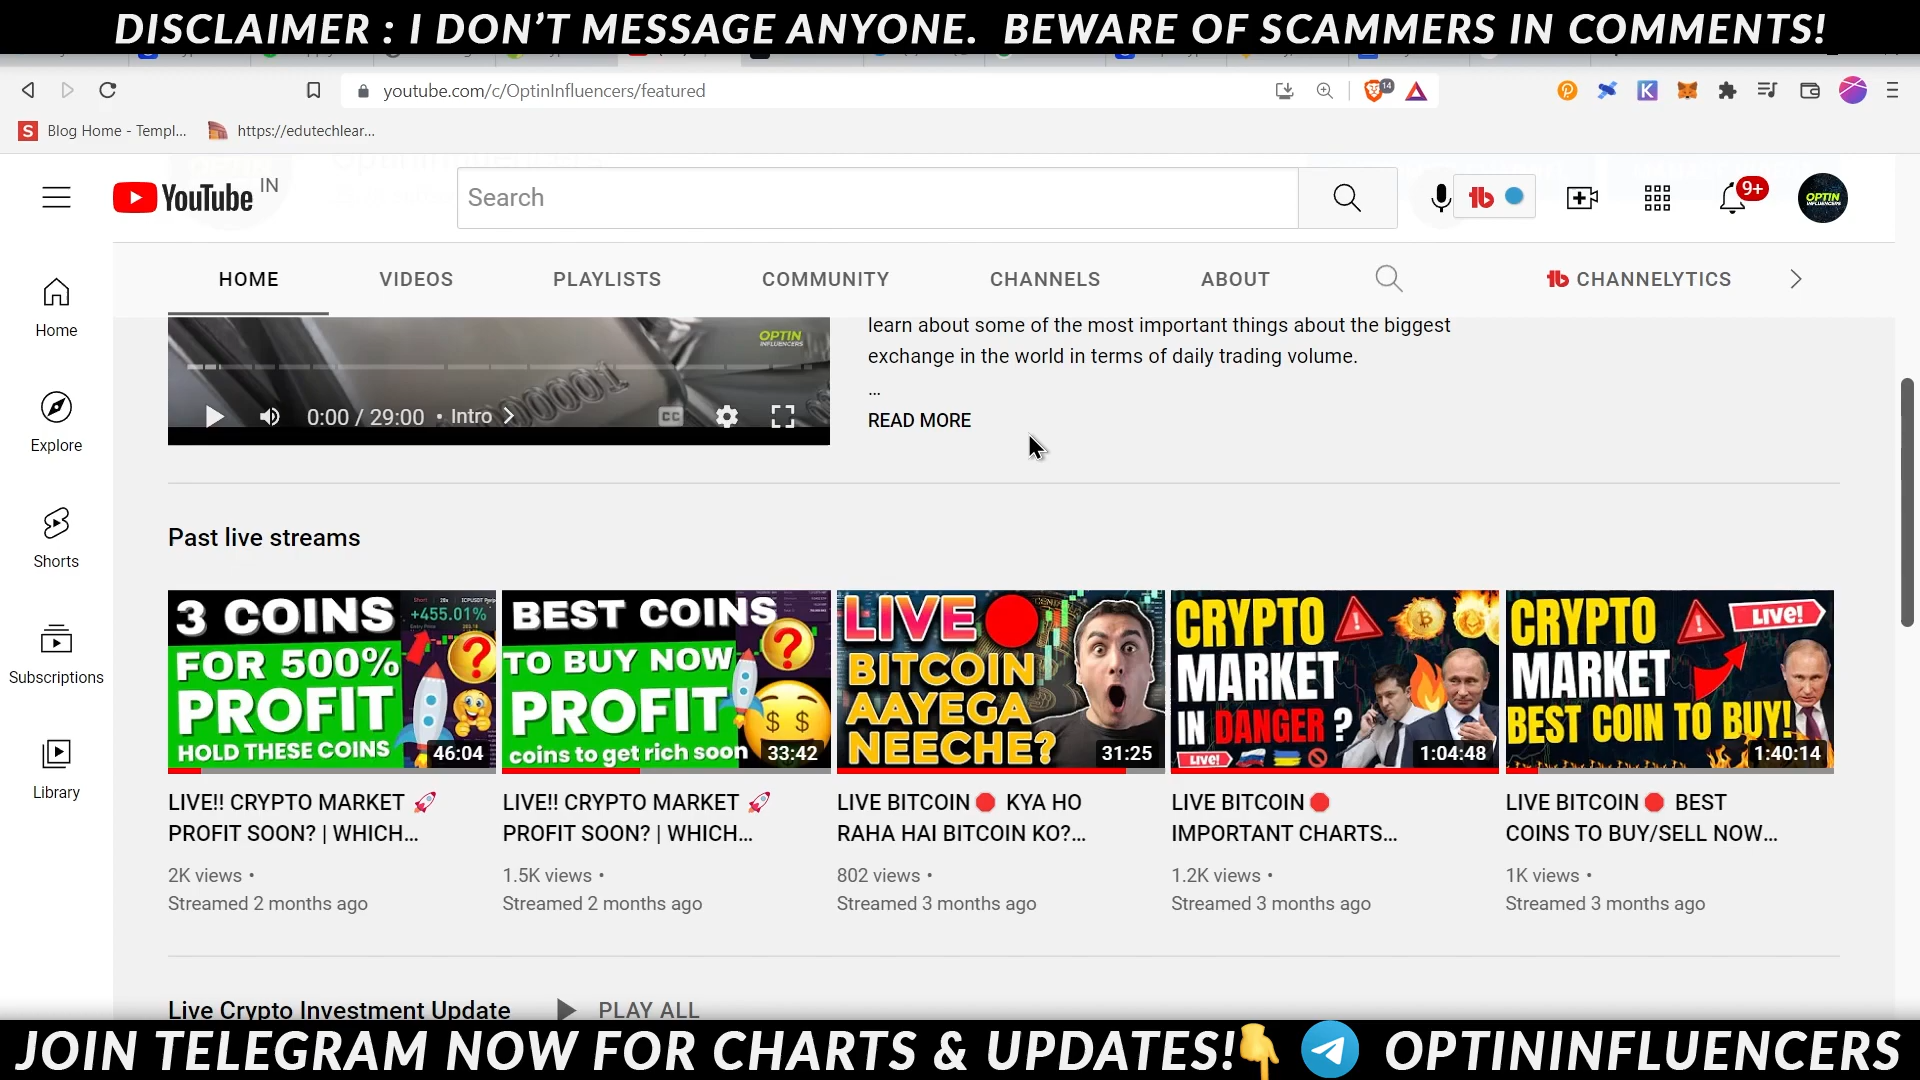 DISCLAIMER : I DON'T MESSAGE ANYONE. BEWARE OF SCAMMERS IN COMMENTS!
youtube.com/c/OptinInfluencers/featured
14
Blog Home - Templ...
https://edutechlear...
YouTube IN
Search
9+
OPTIN
INFLUENCERS
HOME
VIDEOS
PLAYLISTS
COMMUNITY
CHANNELS
ABOUT
CHANNELYTICS
Home
Explore
Shorts
Subscriptions
Library
OPTIN
INFLUENCERS
0:00 / 29:00 • Intro
CC
learn about some of the most important things about the biggest
exchange in the world in terms of daily trading volume.
...
READ MORE
Past live streams
3 COINS
FOR 500%
PROFIT
HOLD THESE COINS
+455.01%
46:04
BEST COINS
TO BUY NOW
PROFIT
coins to get rich soon
33:42
LIVE
BITCOIN
AAYEGA
NEECHE?
31:25
CRYPTO
MARKET
IN DANGER ?
LIVE!
1:04:48
CRYPTO
MARKET
BEST COIN TO BUY!
LIVE!
1:40:14
LIVE!! CRYPTO MARKET 🚀
PROFIT SOON? | WHICH...
2K views •
Streamed 2 months ago
LIVE!! CRYPTO MARKET 🚀
PROFIT SOON? | WHICH...
1.5K views •
Streamed 2 months ago
LIVE BITCOIN🔴 KYA HO
RAHA HAI BITCOIN KO?...
802 views •
Streamed 3 months ago
LIVE BITCOIN🔴
IMPORTANT CHARTS...
1.2K views •
Streamed 3 months ago
LIVE BITCOIN🔴 BEST
COINS TO BUY/SELL NOW...
1K views •
Streamed 3 months ago
Live Crypto Investment Update
PLAY ALL
JOIN TELEGRAM NOW FOR CHARTS & UPDATES!👇 OPTININFLUENCERS